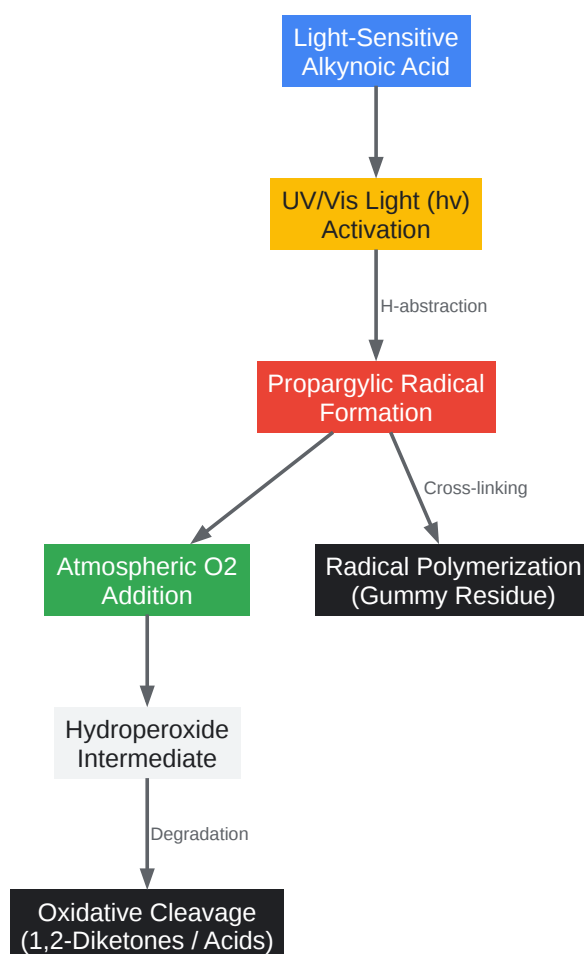 Light-Sensitive
Alkynoic Acid
UV/Vis Light (hv)
Activation
H-abstraction
Propargylic Radical
Formation
Cross-linking
Atmospheric O2
Addition
Radical Polymerization
(Gummy Residue)
Hydroperoxide
Intermediate
Degradation
Oxidative Cleavage
(1,2-Diketones / Acids)